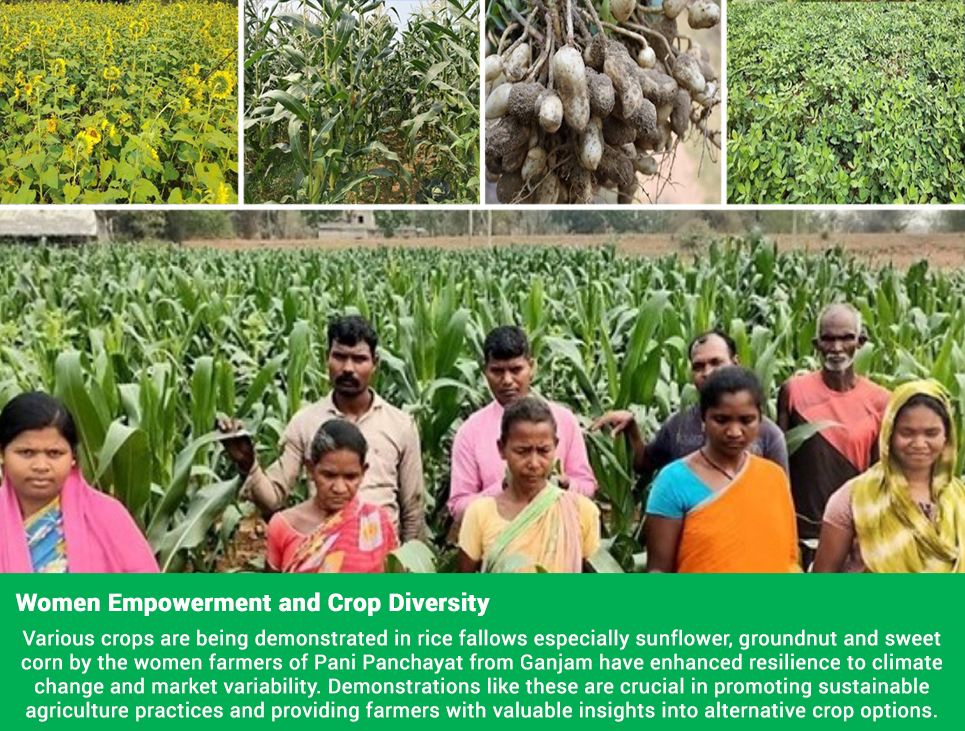 Women Empowerment and Crop Diversity
Various crops are being demonstrated in rice fallows especially sunflower, groundnut and sweet
corn by the women farmers of Pani Panchayat from Ganjam have enhanced resilience to climate
change and market variability. Demonstrations like these are crucial in promoting sustainable
agriculture practices and providing farmers with valuable insights into alternative crop options.